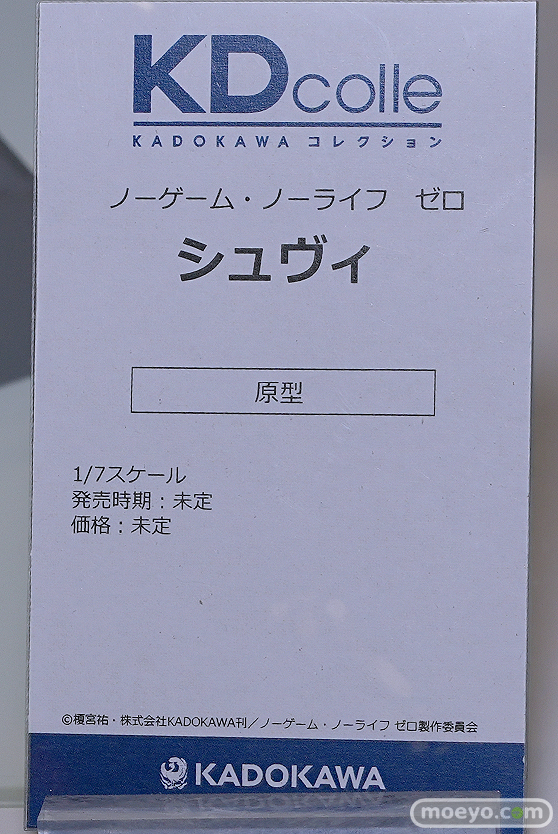 KDcolle
KADOKAWA コレクション
ノーゲーム・ノーライフ　ゼロ
シュヴィ
原型
1/7スケール
発売時期：未定
価格：未定
©榎宮祐・株式会社KADOKAWA刊／ノーゲーム・ノーライフ ゼロ製作委員会
KADOKAWA
moeyo.com